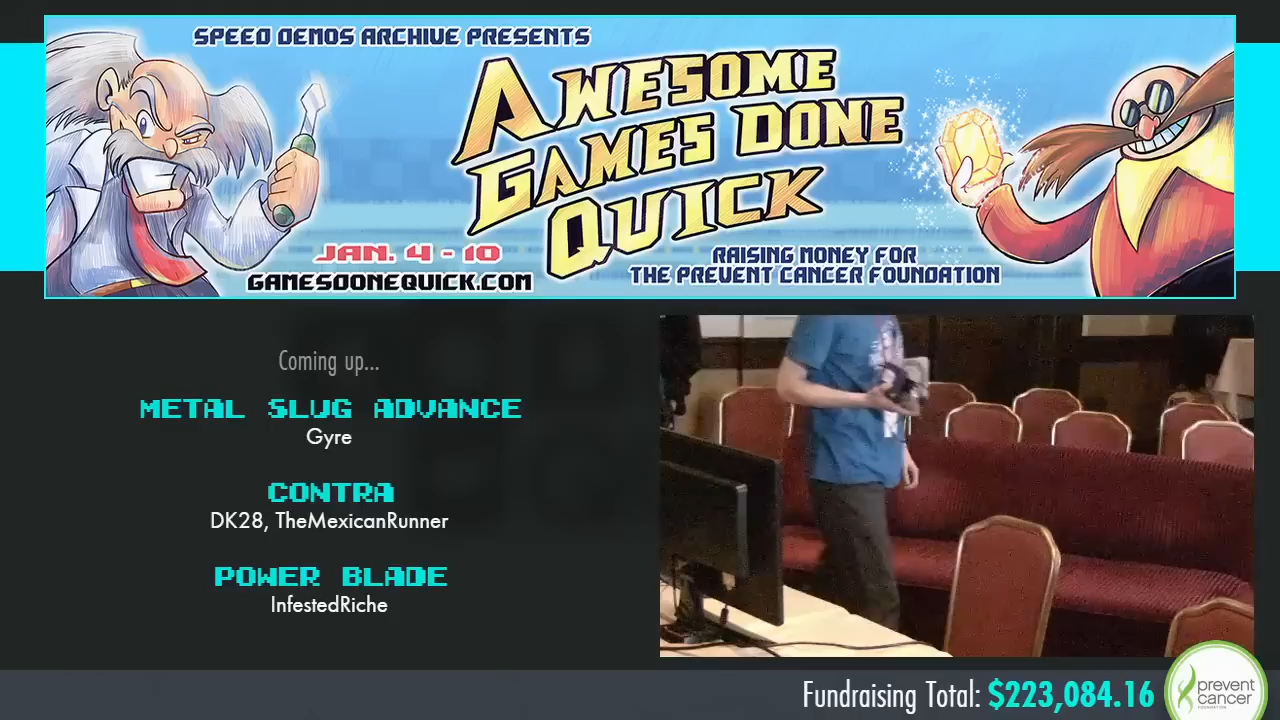 SPEED DEMOS ARCHIVE PRESENTS
AWESOME
GAMES DONE
QUICK
JAN. 4 - 10
GAMESDONEQUICK.COM
RAISING MONEY FOR
THE PREVENT CANCER FOUNDATION
Coming up...
METAL SLUG ADVANCE
Gyre
CONTRA
DK28, TheMexicanRunner
POWER BLADE
InfestedRiche
Fundraising Total: $223,084.16
prevent
cancer
FOUNDATION